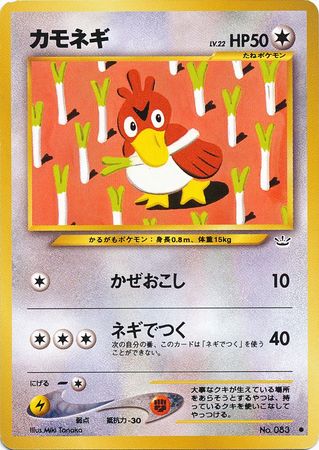 カモネギ LV.22 HP50
たねポケモン
かるがもポケモン:身長0.8m、体重15kg
かぜおこし 10
ネギでつく 40
次の自分の番、このカードは「ネギでつく」を使う
ことができない。
にげる
弱点 抵抗力 -30
大事なクキが生えている場所
をあらそうとするやつは、持
っているクキを使いこなして
やっつける。
Illus.Miki Tanaka No.083